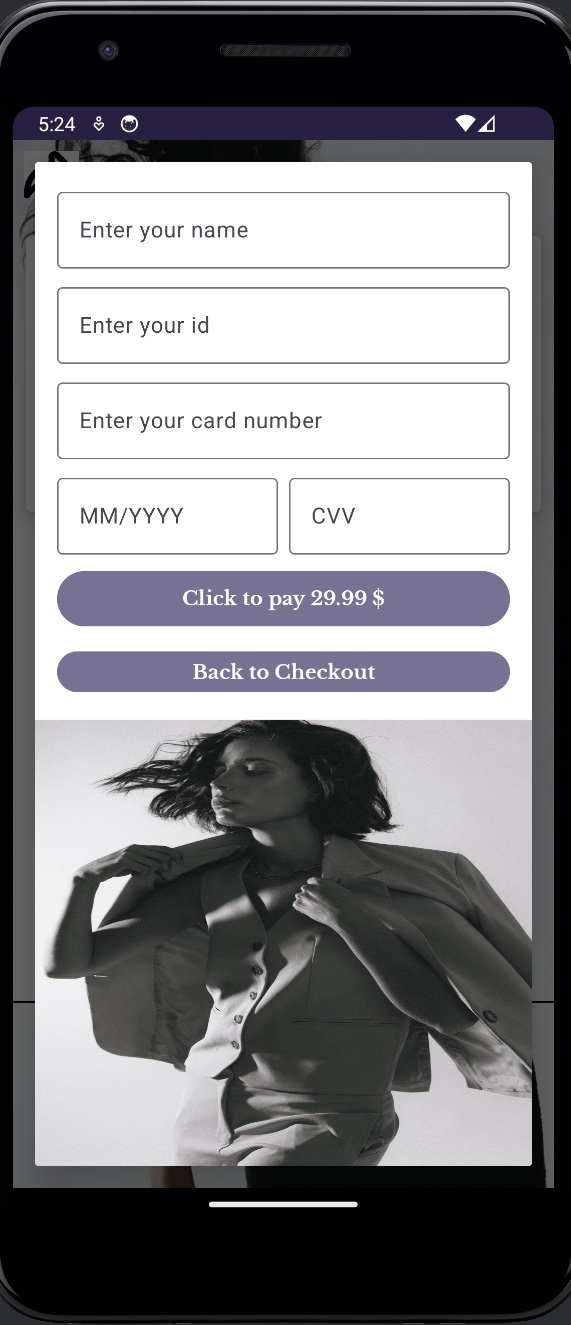 5:24
Enter your name
Enter your id
Enter your card number
MM/YYYY
CVV
Click to pay 29.99 $
Back to Checkout